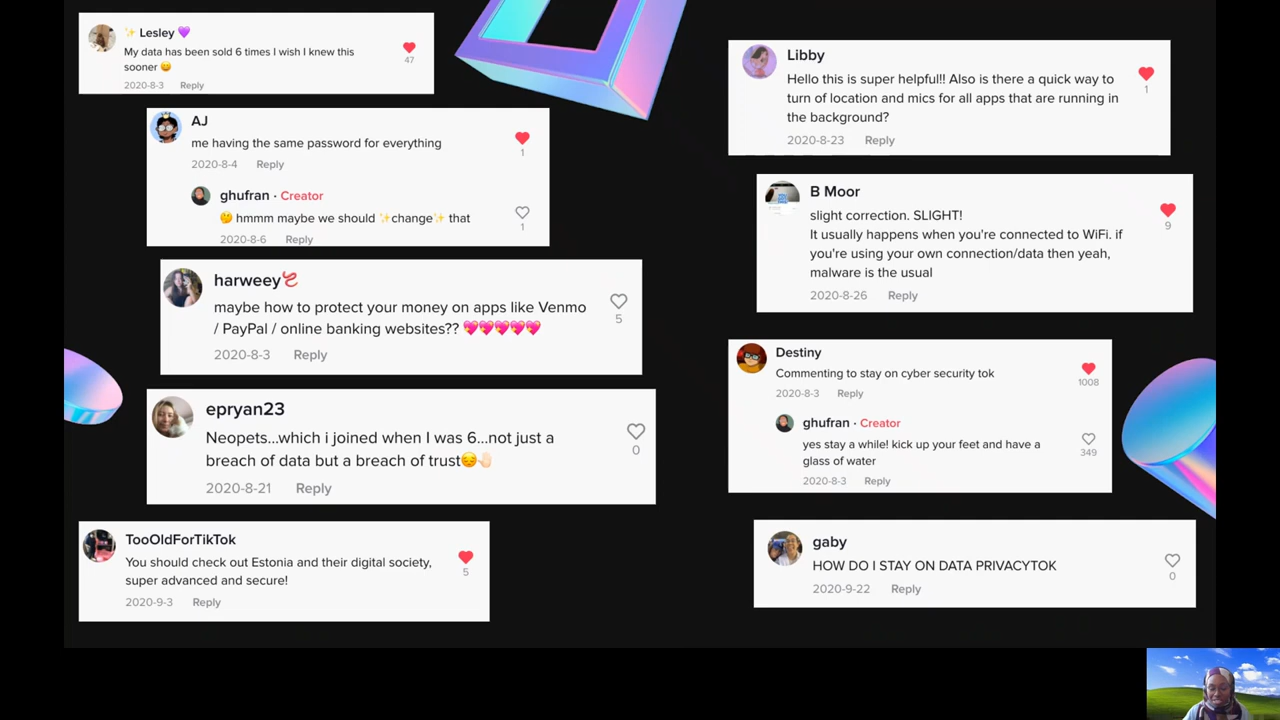 ✨ Lesley 💜
My data has been sold 6 times I wish I knew this
sooner 😄
47
2020-8-3 Reply
AJ
me having the same password for everything
1
2020-8-4 Reply
ghufran · Creator
🤔 hmmm maybe we should ✨change✨ that
1
2020-8-6 Reply
harweey
maybe how to protect your money on apps like Venmo
/ PayPal / online banking websites?? 💖💖💖💖💖
5
2020-8-3 Reply
epryan23
Neopets...which i joined when I was 6...not just a
breach of data but a breach of trust😔🤚🏻
0
2020-8-21 Reply
TooOldForTikTok
You should check out Estonia and their digital society,
super advanced and secure!
5
2020-9-3 Reply
Libby
Hello this is super helpful!! Also is there a quick way to
turn of location and mics for all apps that are running in
the background?
1
2020-8-23 Reply
B Moor
slight correction. SLIGHT!
It usually happens when you're connected to WiFi. if
you're using your own connection/data then yeah,
malware is the usual
9
2020-8-26 Reply
Destiny
Commenting to stay on cyber security tok
1008
2020-8-3 Reply
ghufran · Creator
yes stay a while! kick up your feet and have a
glass of water
349
2020-8-3 Reply
gaby
HOW DO I STAY ON DATA PRIVACYTOK
0
2020-9-22 Reply